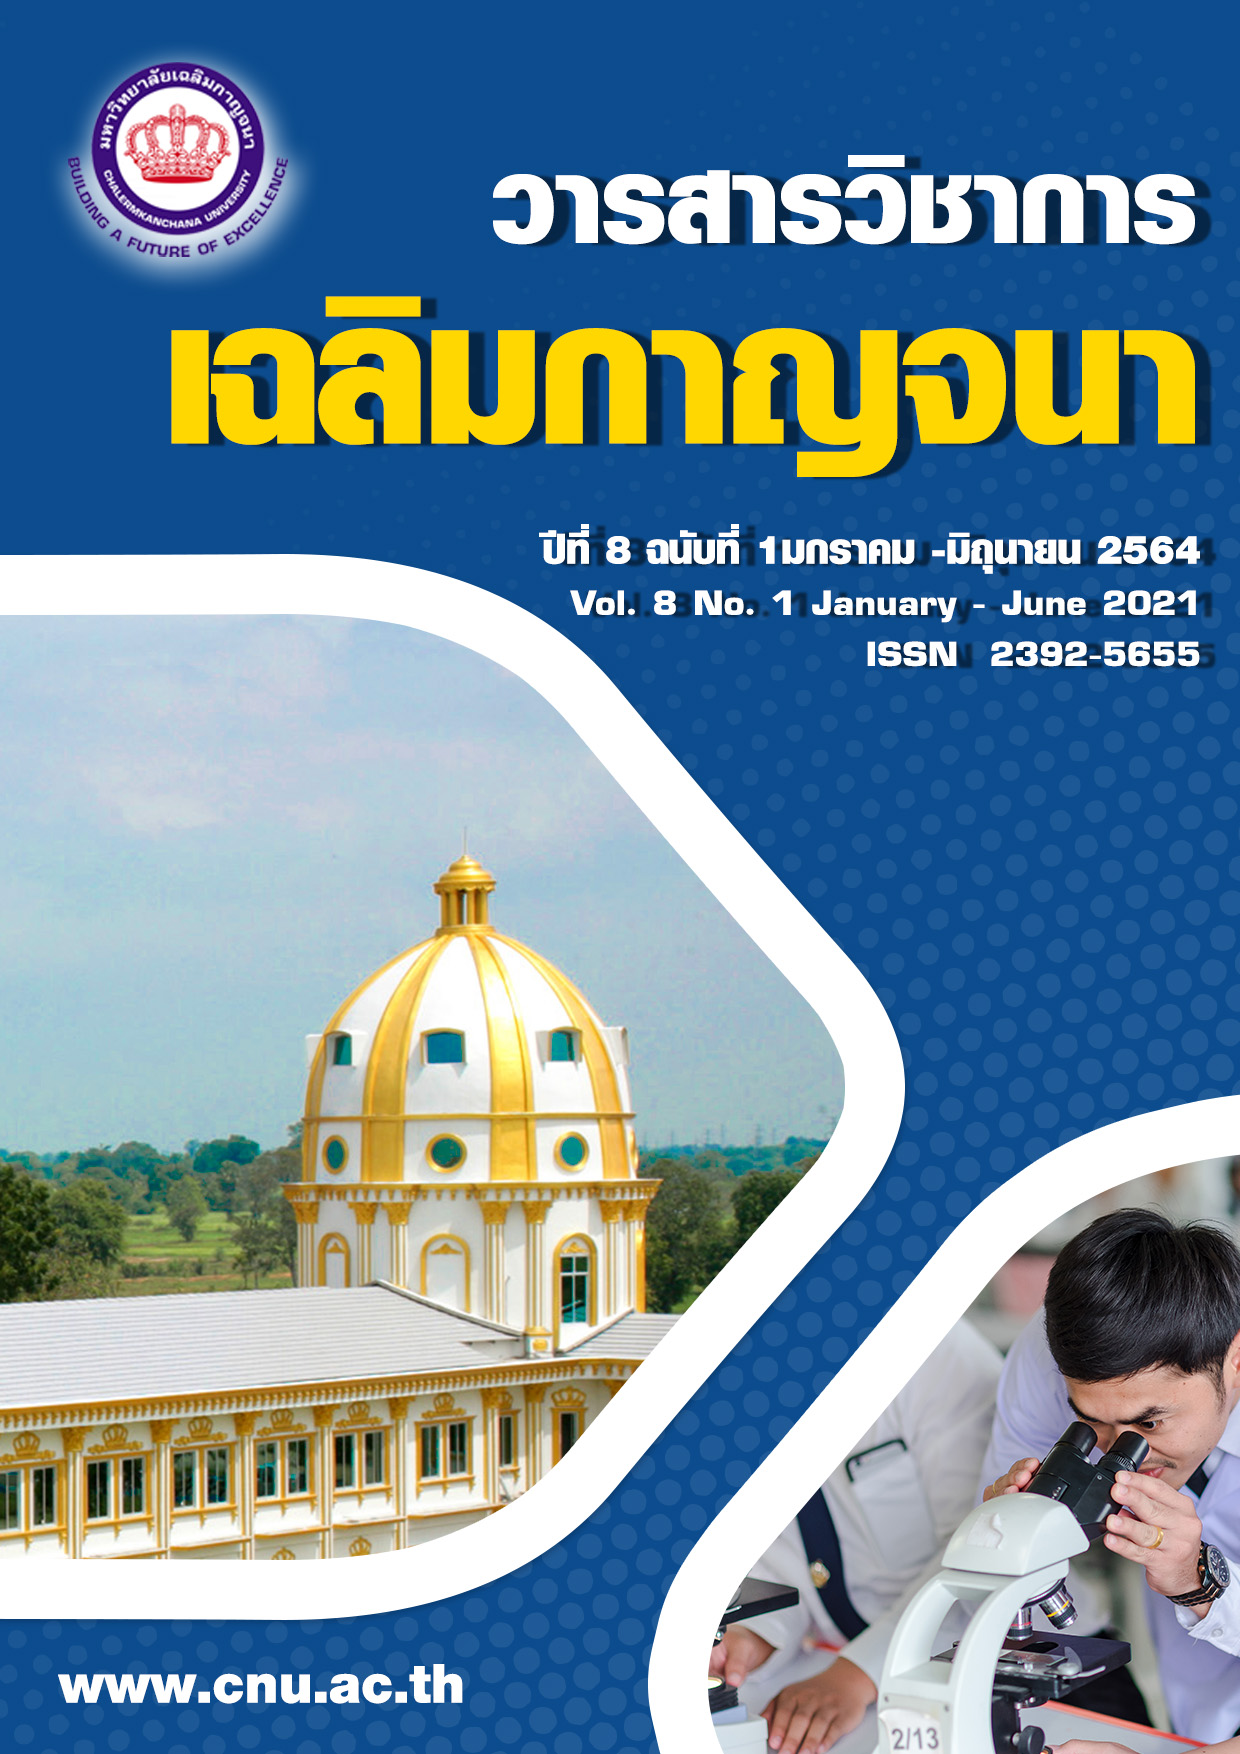 มหาวิทยาลัยเฉลิมกาญจนา
CHALERMKANCHANA UNIVERSITY
BUILDING A FUTURE OF EXCELLENCE
วารสารวิชาการ
เฉลิมกาญจนา
ปีที่ 8 ฉนับที่ 1มกราคม -มิถุนายน 2564
Vol. 8 No. 1 January - June 2021
ISSN 2392-5655
www.cnu.ac.th
2/13